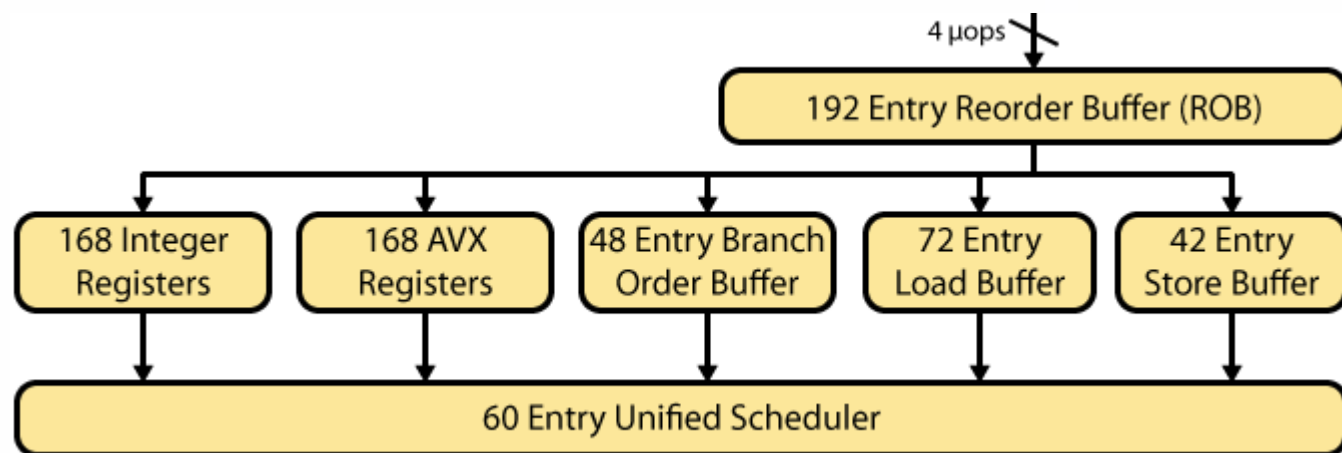 4 µops
192 Entry Reorder Buffer (ROB)
168 Integer
Registers
168 AVX
Registers
48 Entry Branch
Order Buffer
72 Entry
Load Buffer
42 Entry
Store Buffer
60 Entry Unified Scheduler